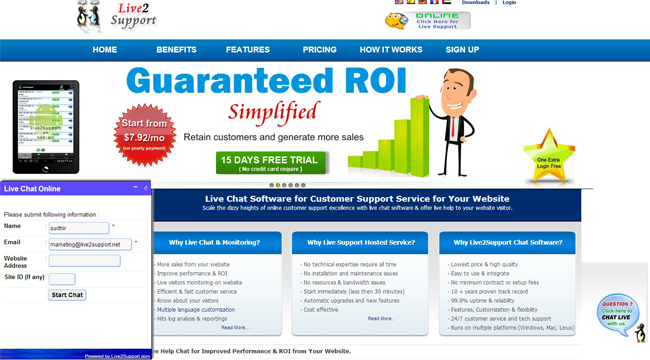 Live2
Support
Downloads | Login
ONLINE
Click Here for
Live Support
HOME BENEFITS FEATURES PRICING HOW IT WORKS SIGN UP
Guaranteed ROI
Simplified
Start from
$7.92/mo
(on yearly payment)
Retain customers and generate more sales
15 DAYS FREE TRIAL
( No credit card require )
One Extra
Login Free
Live Chat Online
Please submit following information :
Name : sudhir *
Email : marketing@live2support.net *
Website
Address :
Site ID (If any) :
Start Chat
Powered by Live2Support.com
Live Chat Software for Customer Support Service for Your Website
Scale the dizzy heights of online customer support excellence with live chat software & offer live help to your website visitor.
Why Live Chat & Monitoring?
- More sales from your website
- Improve performance & ROI
- Live visitors monitoring on website
- Efficient & fast customer service
- Know about your visitors
- Multiple language customization
- Hits log analysis & reportings
Read More...
Why Live Support Hosted Service?
- No technical expertise require all time
- No installation and maintenance issues
- No resources & bandwidth issues
- Start immediately (less then 30 minutes)
- Automatic upgrades and new features
- Cost effective
Read More...
Why Live2Support Chat Software?
- Lowest price & high quality
- Easy to use & integrate
- No minimum contract or setup fees
- 10 + years proven track record
- 99.9% uptime & reliability
- Features, Customization & flexibility
- 24/7 customer service and tech support
- Runs on multiple platforms (Windows, Mac, Linux)
QUESTION ?
Click here to
CHAT LIVE
with us.
ve Help Chat for Improved Performance & ROI from Your Website.